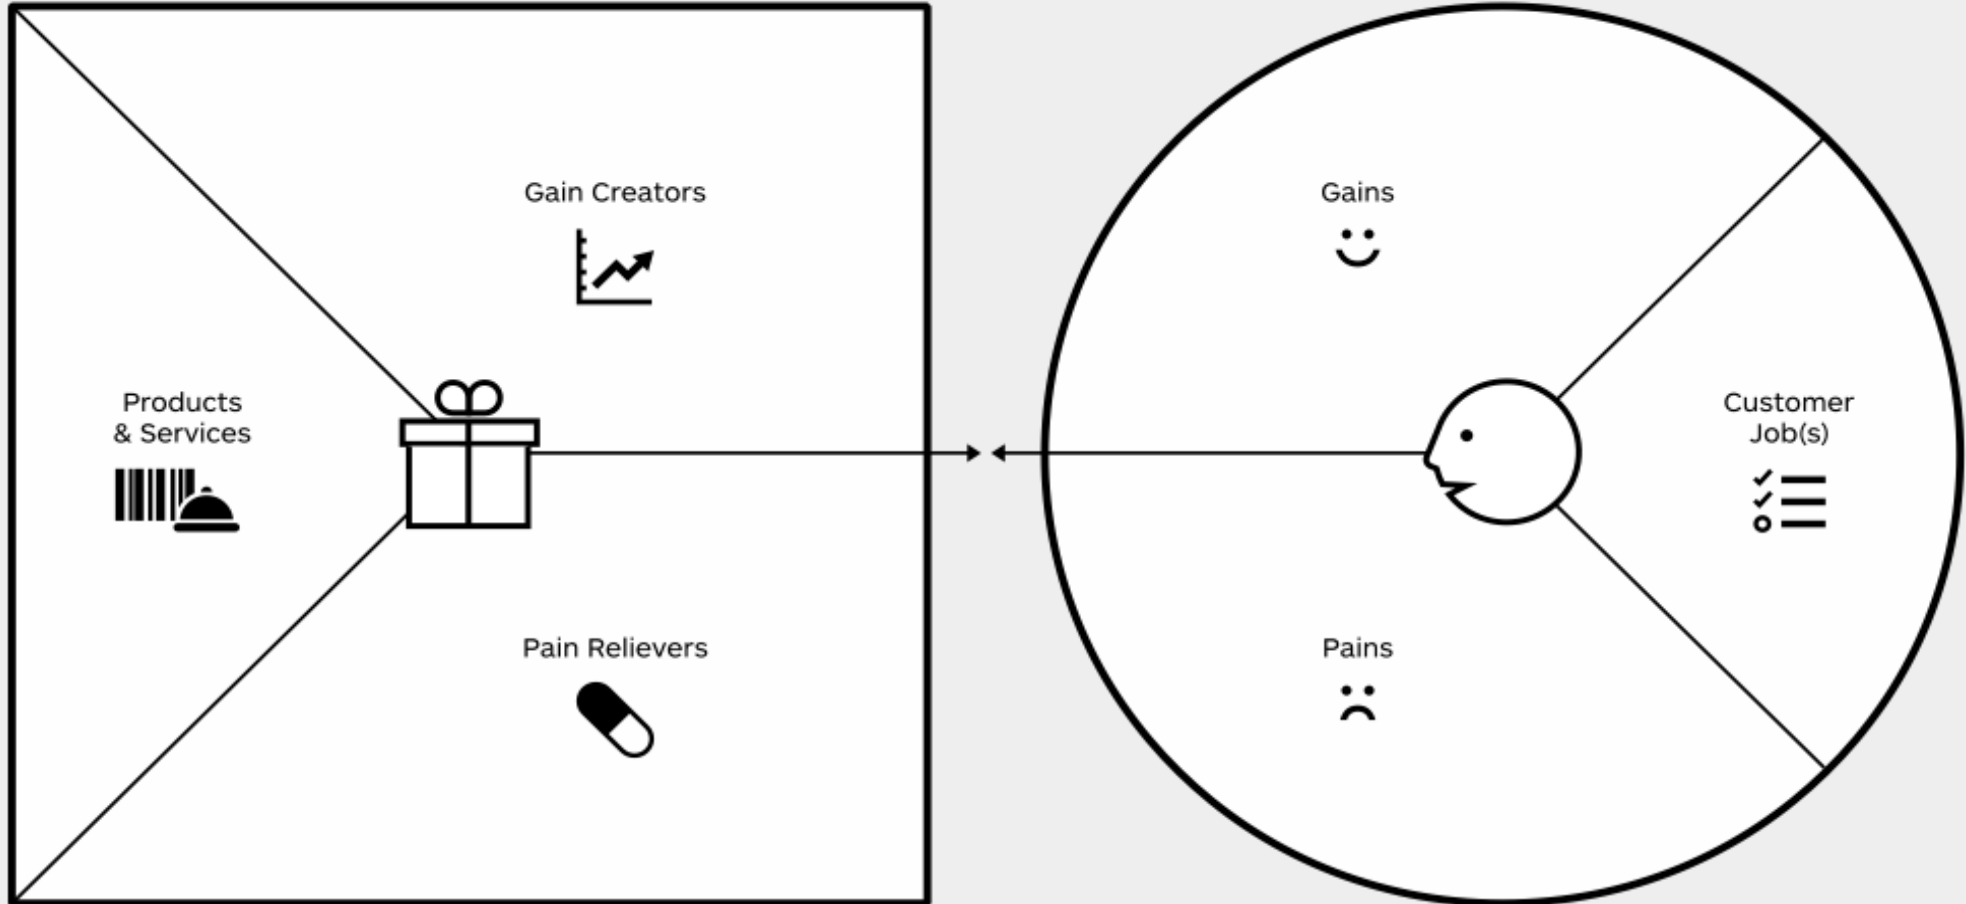 Gain Creators
Products
& Services
Pain Relievers
Gains
Customer
Job(s)
Pains